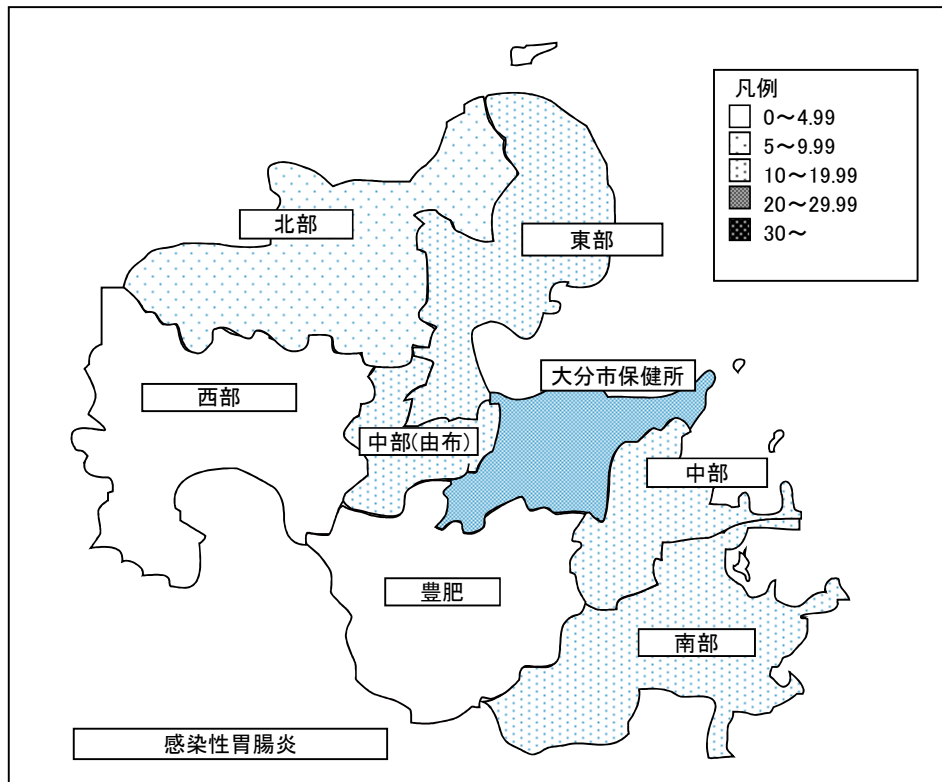 凡例
0～4.99
5～9.99
10～19.99
20～29.99
30～
北部
東部
大分市保健所
西部
中部(由布)
中部
豊肥
南部
感染性胃腸炎